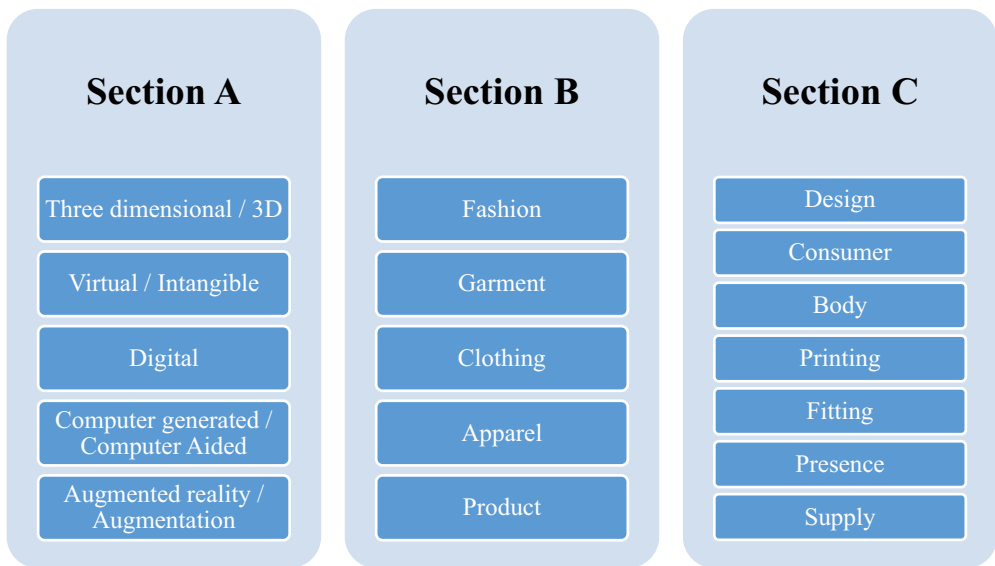 Section A
Three dimensional / 3D
Virtual / Intangible
Digital
Computer generated /
Computer Aided
Augmented reality /
Augmentation
Section B
Fashion
Garment
Clothing
Apparel
Product
Section C
Design
Consumer
Body
Printing
Fitting
Presence
Supply